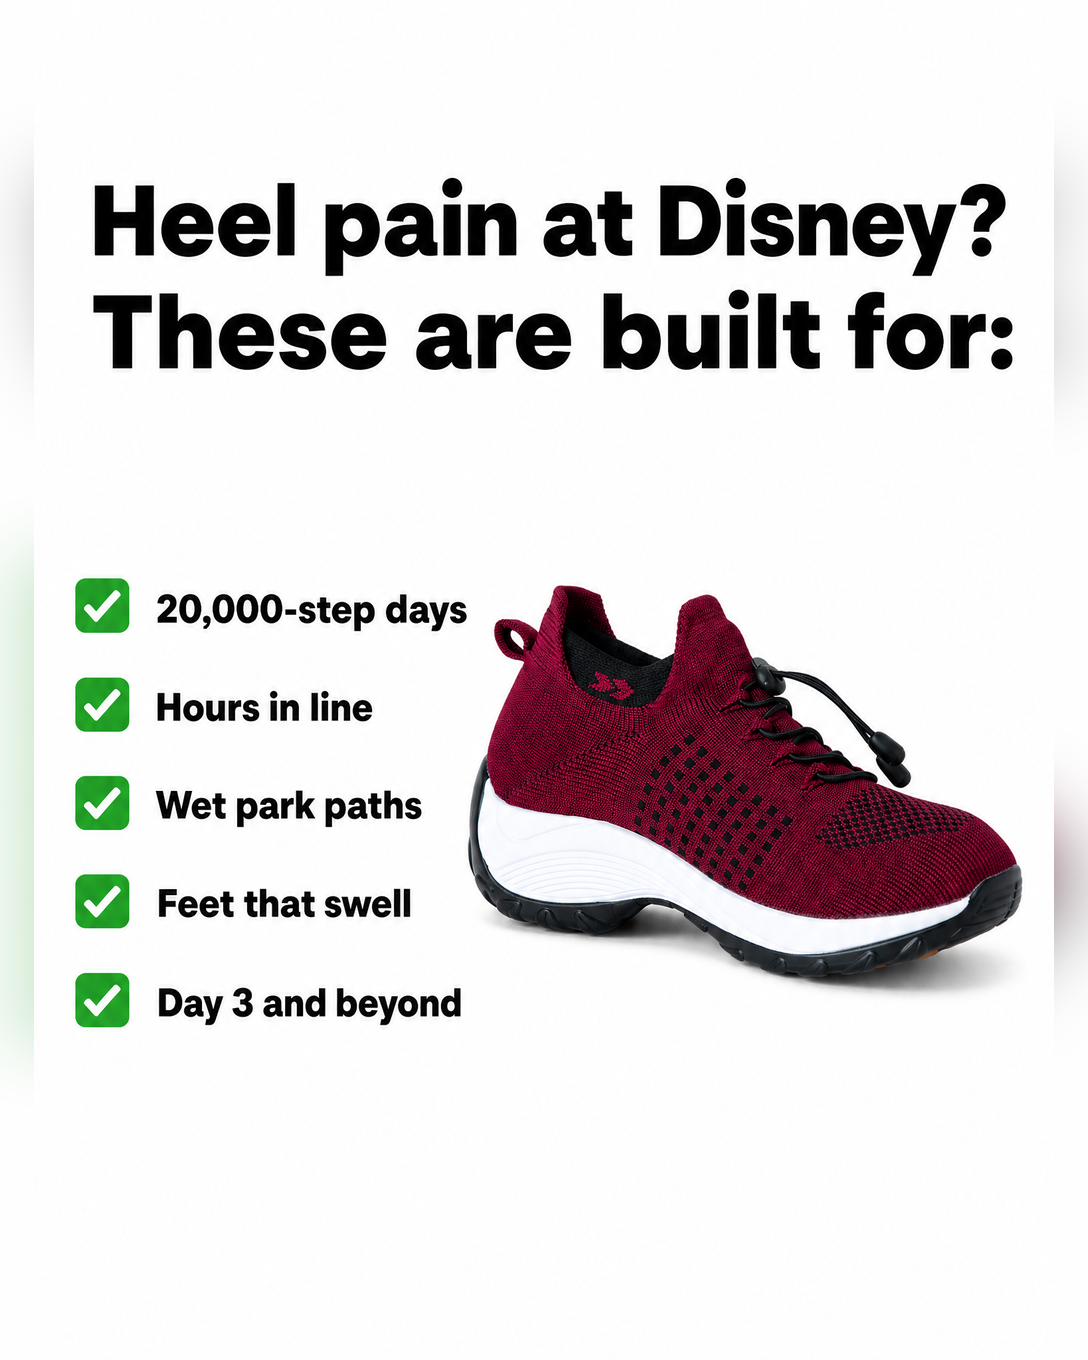 Heel pain at Disney?
These are built for:
20,000-step days
Hours in line
Wet park paths
Feet that swell
Day 3 and beyond